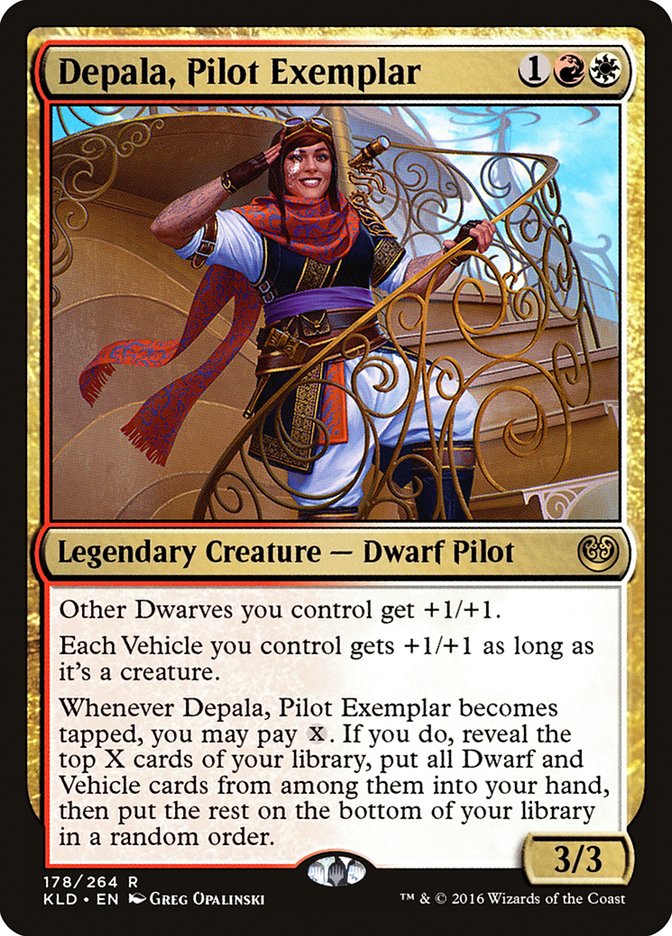 Depala, Pilot Exemplar 1
Legendary Creature — Dwarf Pilot
Other Dwarves you control get +1/+1.
Each Vehicle you control gets +1/+1 as long as
it's a creature.
Whenever Depala, Pilot Exemplar becomes
tapped, you may pay X. If you do, reveal the
top X cards of your library, put all Dwarf and
Vehicle cards from among them into your hand,
then put the rest on the bottom of your library
in a random order.
3/3
178/264 R
KLD • EN Greg Opalinski
™ & © 2016 Wizards of the Coast